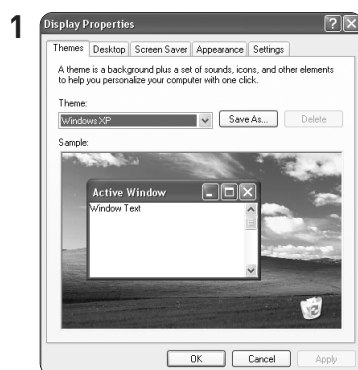 1
Display Properties
Themes Desktop Screen Saver Appearance Settings
A theme is a background plus a set of sounds, icons, and other elements
to help you personalize your computer with one click.
Theme:
Windows XP Save As... Delete
Sample:
Active Window
Window Text
OK Cancel Apply